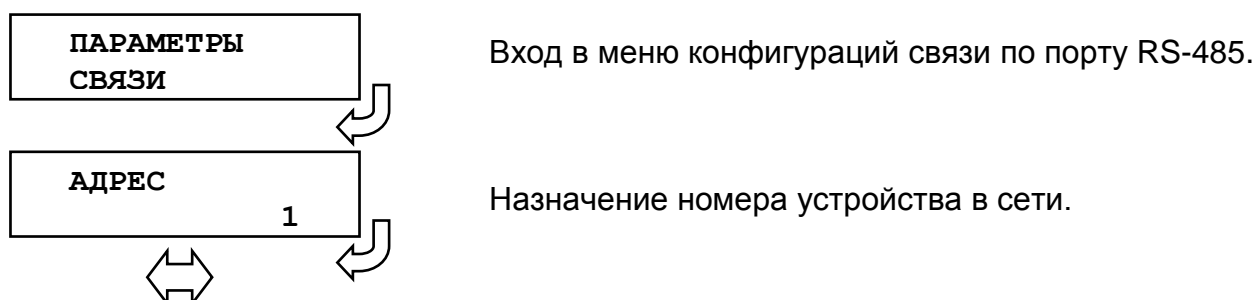 ПАРАМЕТРЫ
СВЯЗИ
Вход в меню конфигураций связи по порту RS-485.
АДРЕС
1
Назначение номера устройства в сети.